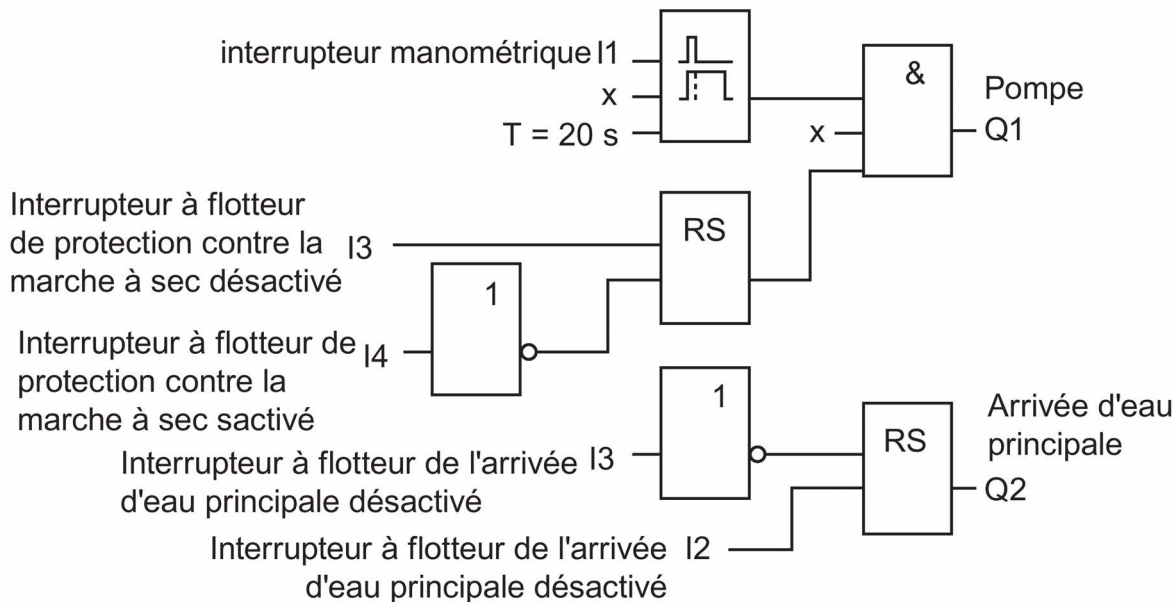 interrupteur manométrique I1
x
T = 20 s
&
x
Pompe
Q1
Interrupteur à flotteur
de protection contre la
marche à sec désactivé
I3
RS
1
Interrupteur à flotteur de
protection contre la
marche à sec sactivé
I4
1
Interrupteur à flotteur de l'arrivée
d'eau principale désactivé
I3
RS
Arrivée d'eau
principale
Q2
Interrupteur à flotteur de l'arrivée
d'eau principale désactivé
I2